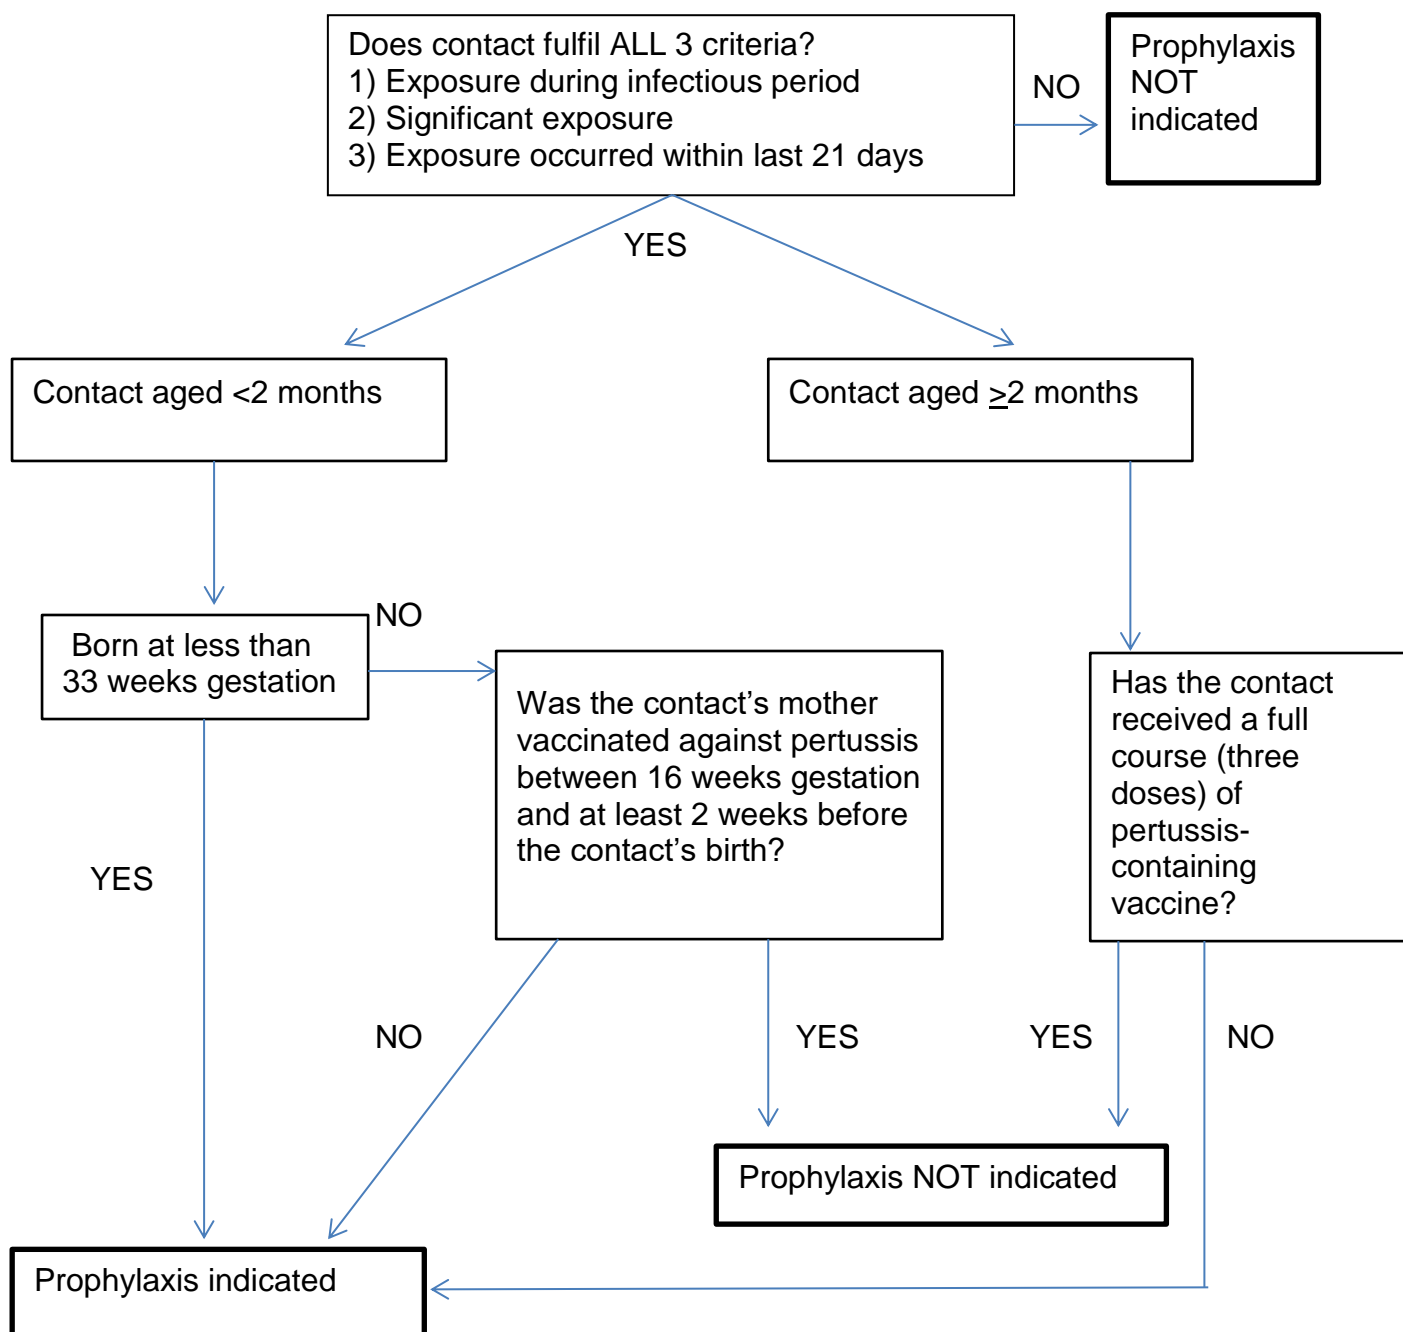 Does contact fulfil ALL 3 criteria?
1) Exposure during infectious period
2) Significant exposure
3) Exposure occurred within last 21 days
NO
Prophylaxis
NOT
indicated
YES
Contact aged <2 months
Contact aged ≥2 months
Born at less than
33 weeks gestation
NO
Was the contact's mother
vaccinated against pertussis
between 16 weeks gestation
and at least 2 weeks before
the contact's birth?
Has the contact
received a full
course (three
doses) of
pertussis-
containing
vaccine?
YES
NO
YES
YES
NO
Prophylaxis NOT indicated
Prophylaxis indicated